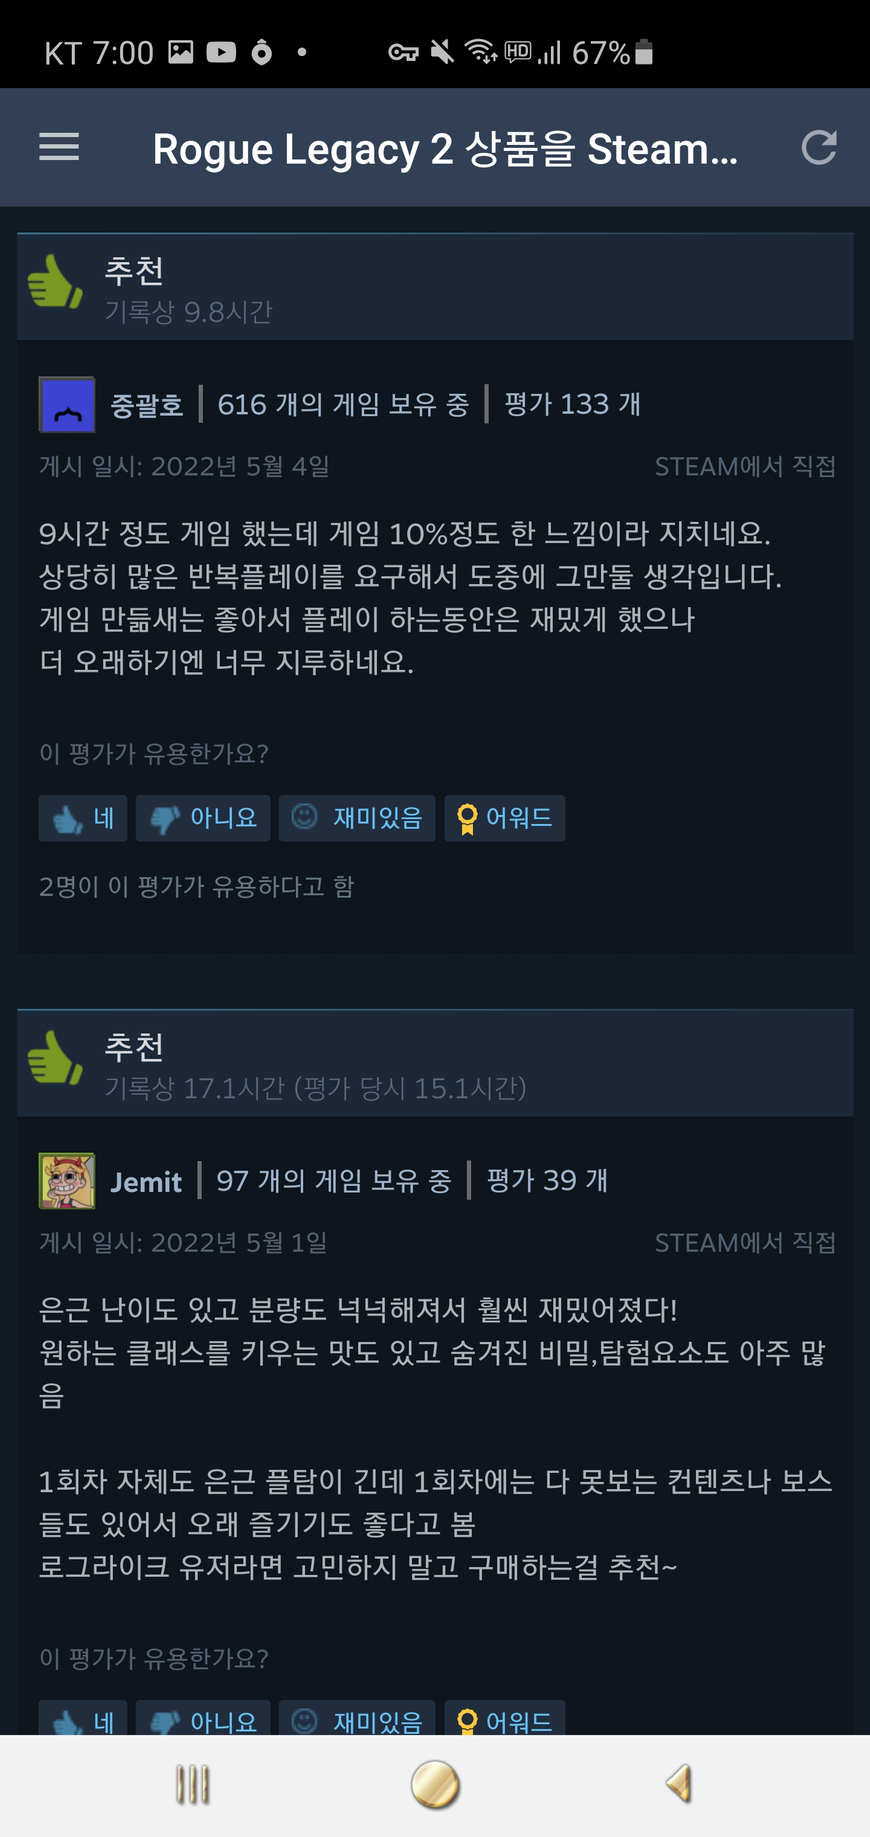 KT 7:00
HD
67%
Rogue Legacy 2 상품을 Steam...
추천
기록상 9.8시간
중괄호 | 616 개의 게임 보유 중 | 평가 133 개
게시 일시: 2022년 5월 4일
STEAM에서 직접
9시간 정도 게임 했는데 게임 10%정도 한 느낌이라 지치네요.
상당히 많은 반복플레이를 요구해서 도중에 그만둘 생각입니다.
게임 만듦새는 좋아서 플레이 하는동안은 재밌게 했으나
더 오래하기엔 너무 지루하네요.
이 평가가 유용한가요?
네 아니요 재미있음 어워드
2명이 이 평가가 유용하다고 함
추천
기록상 17.1시간 (평가 당시 15.1시간)
Jemit | 97 개의 게임 보유 중 | 평가 39 개
게시 일시: 2022년 5월 1일
STEAM에서 직접
은근 난이도 있고 분량도 넉넉해져서 훨씬 재밌어졌다!
원하는 클래스를 키우는 맛도 있고 숨겨진 비밀,탐험요소도 아주 많
음
1회차 자체도 은근 플탐이 긴데 1회차에는 다 못보는 컨텐츠나 보스
들도 있어서 오래 즐기기도 좋다고 봄
로그라이크 유저라면 고민하지 말고 구매하는걸 추천~
이 평가가 유용한가요?
네 아니요 재미있음 어워드